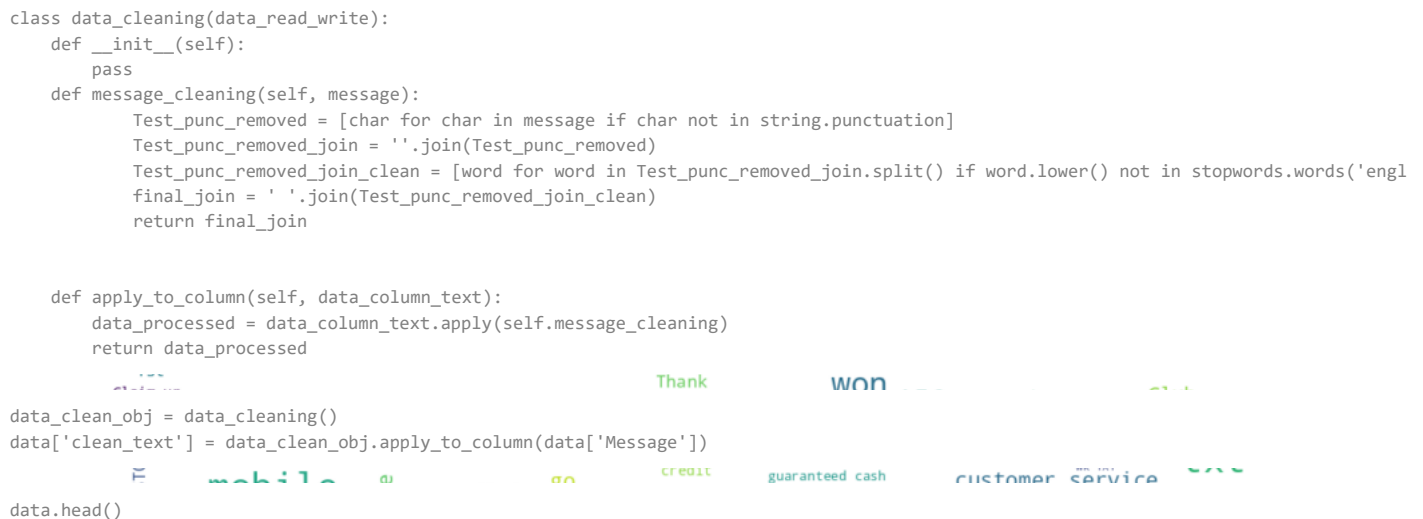 class data_cleaning(data_read_write):
    def __init__(self):
        pass
    def message_cleaning(self, message):
            Test_punc_removed = [char for char in message if char not in string.punctuation]
            Test_punc_removed_join = ''.join(Test_punc_removed)
            Test_punc_removed_join_clean = [word for word in Test_punc_removed_join.split() if word.lower() not in stopwords.words('engl
            final_join = ' '.join(Test_punc_removed_join_clean)
            return final_join
    def apply_to_column(self, data_column_text):
        data_processed = data_column_text.apply(self.message_cleaning)
        return data_processed
Thank won
data_clean_obj = data_cleaning()
data['clean_text'] = data_clean_obj.apply_to_column(data['Message'])
mobile go credit guaranteed cash customer service
data.head()